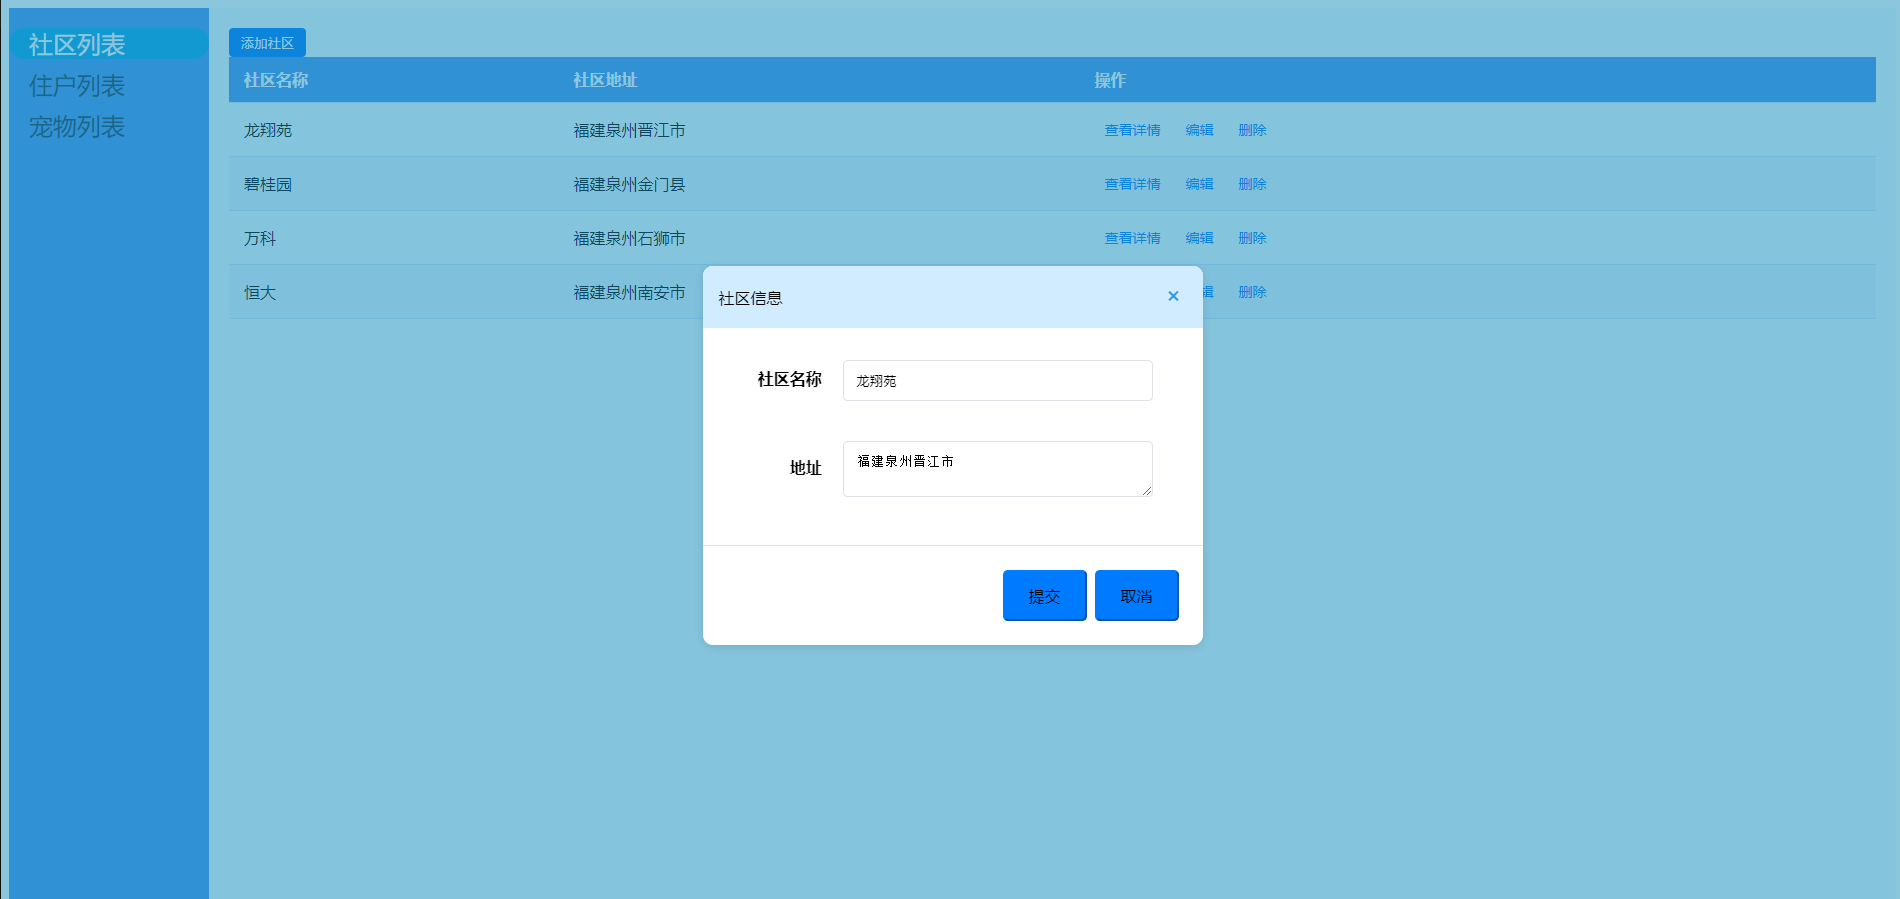 社区列表
住户列表
宠物列表
添加社区
社区名称 社区地址 操作
龙翔苑 福建泉州晋江市 查看详情 编辑 删除
碧桂园 福建泉州金门县 查看详情 编辑 删除
万科 福建泉州石狮市 查看详情 编辑 删除
恒大 福建泉州南安市 辑 删除
社区信息 ×
社区名称 龙翔苑
地址 福建泉州晋江市
提交 取消